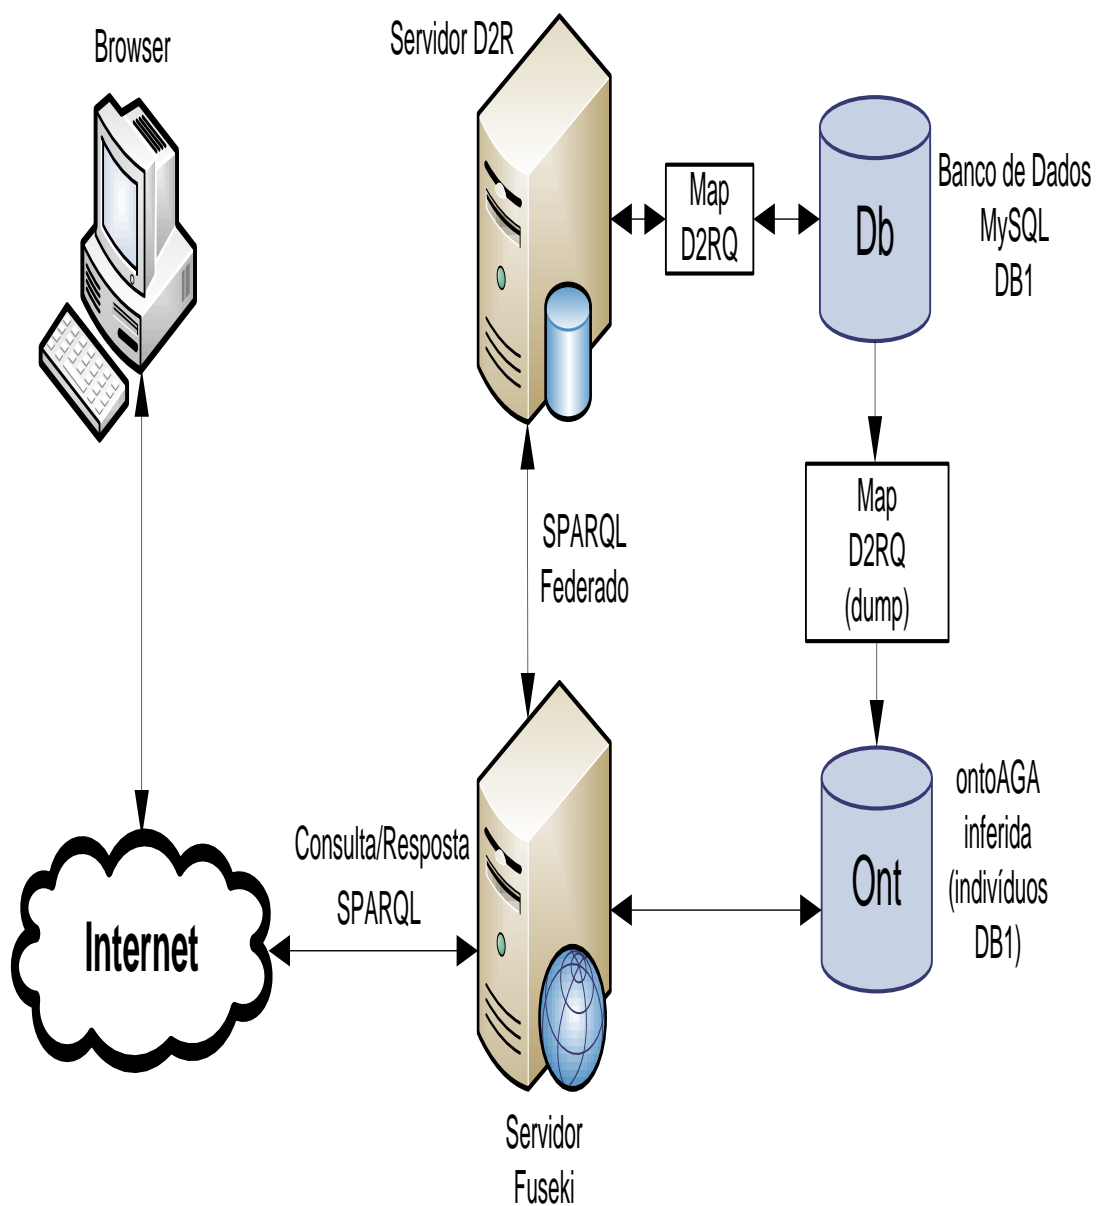 Browser
Servidor D2R
Map
D2RQ
Db
Banco de Dados
MySQL
DB1
SPARQL
Federado
Map
D2RQ
(dump)
Internet
Consulta/Resposta
SPARQL
Ont
ontoAGA
inferida
(indivíduos
DB1)
Servidor
Fuseki